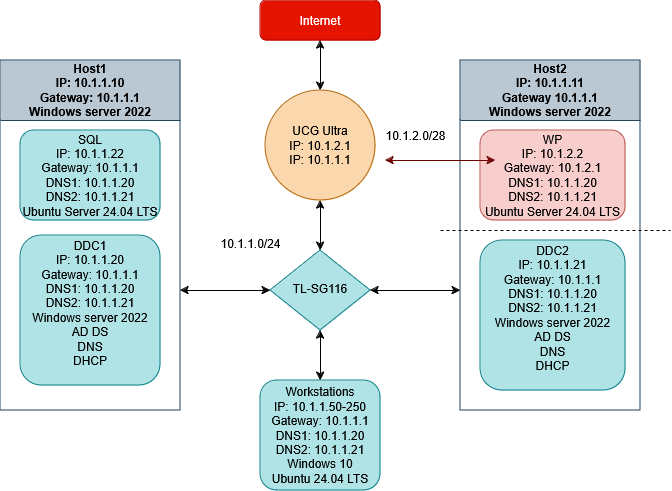 Internet
Host1
IP: 10.1.1.10
Gateway: 10.1.1.1
Windows server 2022
SQL
IP: 10.1.1.22
Gateway: 10.1.1.1
DNS1: 10.1.1.20
DNS2: 10.1.1.21
Ubuntu Server 24.04 LTS
DDC1
IP: 10.1.1.20
Gateway: 10.1.1.1
DNS1: 10.1.1.20
DNS2: 10.1.1.21
Windows server 2022
AD DS
DNS
DHCP
UCG Ultra
IP: 10.1.2.1
IP: 10.1.1.1
10.1.2.0/28
10.1.1.0/24
TL-SG116
Host2
IP: 10.1.1.11
Gateway 10.1.1.1
Windows server 2022
WP
IP: 10.1.2.2
Gateway: 10.1.2.1
DNS1: 10.1.1.20
DNS2: 10.1.1.21
Ubuntu Server 24.04 LTS
DDC2
IP: 10.1.1.21
Gateway: 10.1.1.1
DNS1: 10.1.1.20
DNS2: 10.1.1.21
Windows server 2022
AD DS
DNS
DHCP
Workstations
IP: 10.1.1.50-250
Gateway: 10.1.1.1
DNS1: 10.1.1.20
DNS2: 10.1.1.21
Windows 10
Ubuntu 24.04 LTS